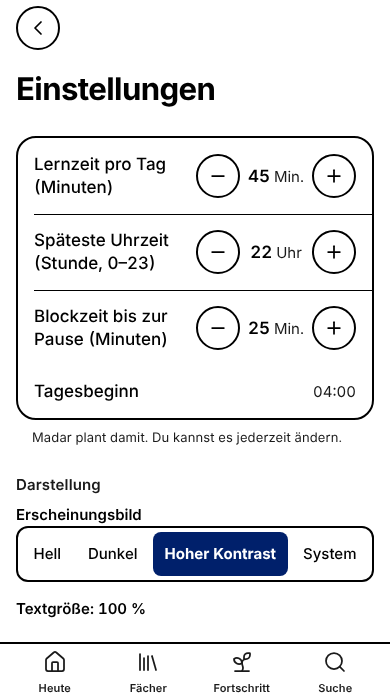 Einstellungen
Lernzeit pro Tag
(Minuten)
45 Min.
Späteste Uhrzeit
(Stunde, 0–23)
22 Uhr
Blockzeit bis zur
Pause (Minuten)
25 Min.
Tagesbeginn
04:00
Madar plant damit. Du kannst es jederzeit ändern.
Darstellung
Erscheinungsbild
Hell Dunkel Hoher Kontrast System
Textgröße: 100 %
Heute Fächer Fortschritt Suche